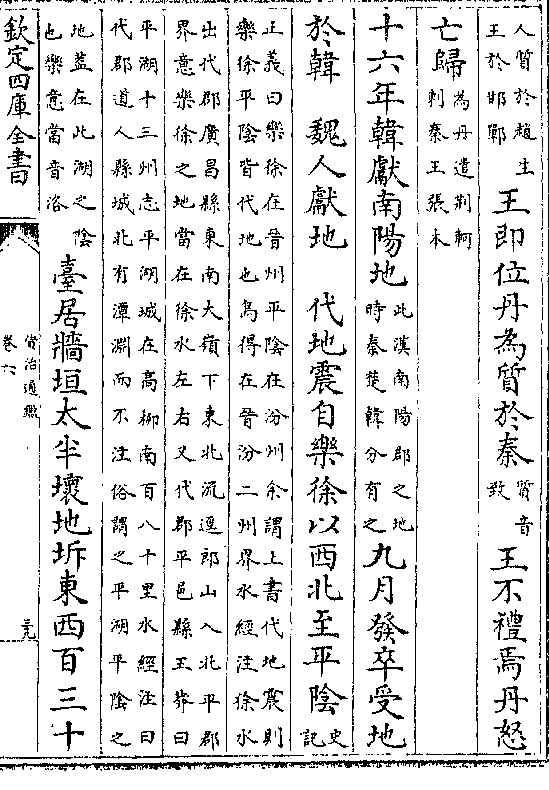 人質於趙生
王於邯鄲
王即位丹為質於秦
質音
致
王不禮焉丹怒
亡歸
為丹遣荆軻
刺秦王張本
十六年韓獻南陽地
此漢南陽郡之地
時秦楚韓分有之
九月發卒受地
於韓　魏人獻地　代地震自樂徐以西北至平陰
史
記
正義曰樂徐在晉州平陰在汾州余謂上書代地震則
樂徐平陰皆代地也烏得在晉汾二州界水經注徐水
出代郡廣昌縣東南大嶺下東北流逕郎山入北平郡
界意樂徐之地當在徐水左右又代郡平邑縣王莽曰
平湖十三州志平湖城在高柳南百八十里水經注曰
代郡道人縣城北有潭淵而不注俗謂之平湖平陰之
地蓋在此湖之陰
也樂意當音洛
臺居牆垣太半壞地坼東西百三十
欽定四庫全書
資治通鑑
卷六